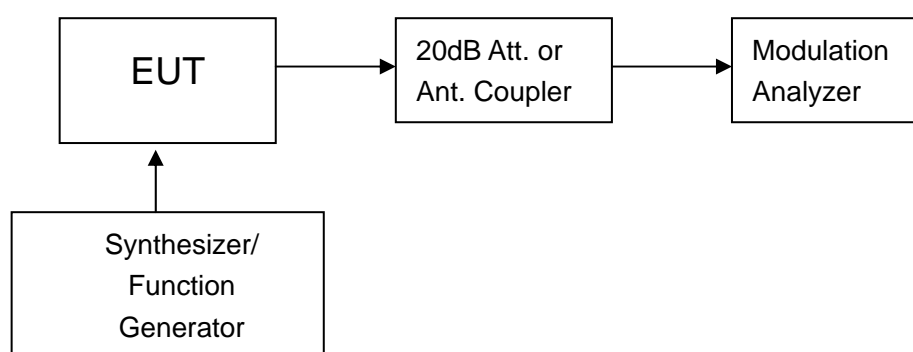 EUT
20dB Att. or
Ant. Coupler
Modulation
Analyzer
Synthesizer/
Function
Generator